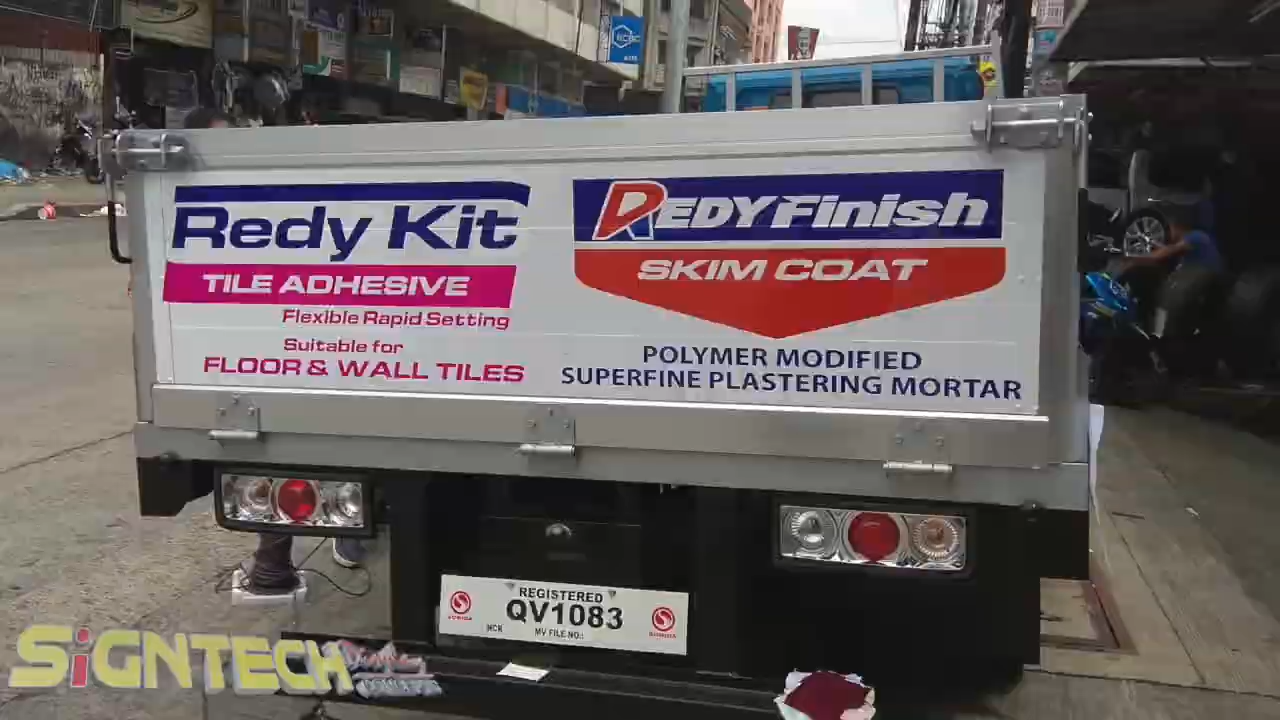 Redy Kit
TILE ADHESIVE
Flexible Rapid Setting
Suitable for
FLOOR & WALL TILES
REDYFinish
SKIM COAT
POLYMER MODIFIED
SUPERFINE PLASTERING MORTAR
REGISTERED
QV1083
NCR MV FILE NO.:
SiGNTECH